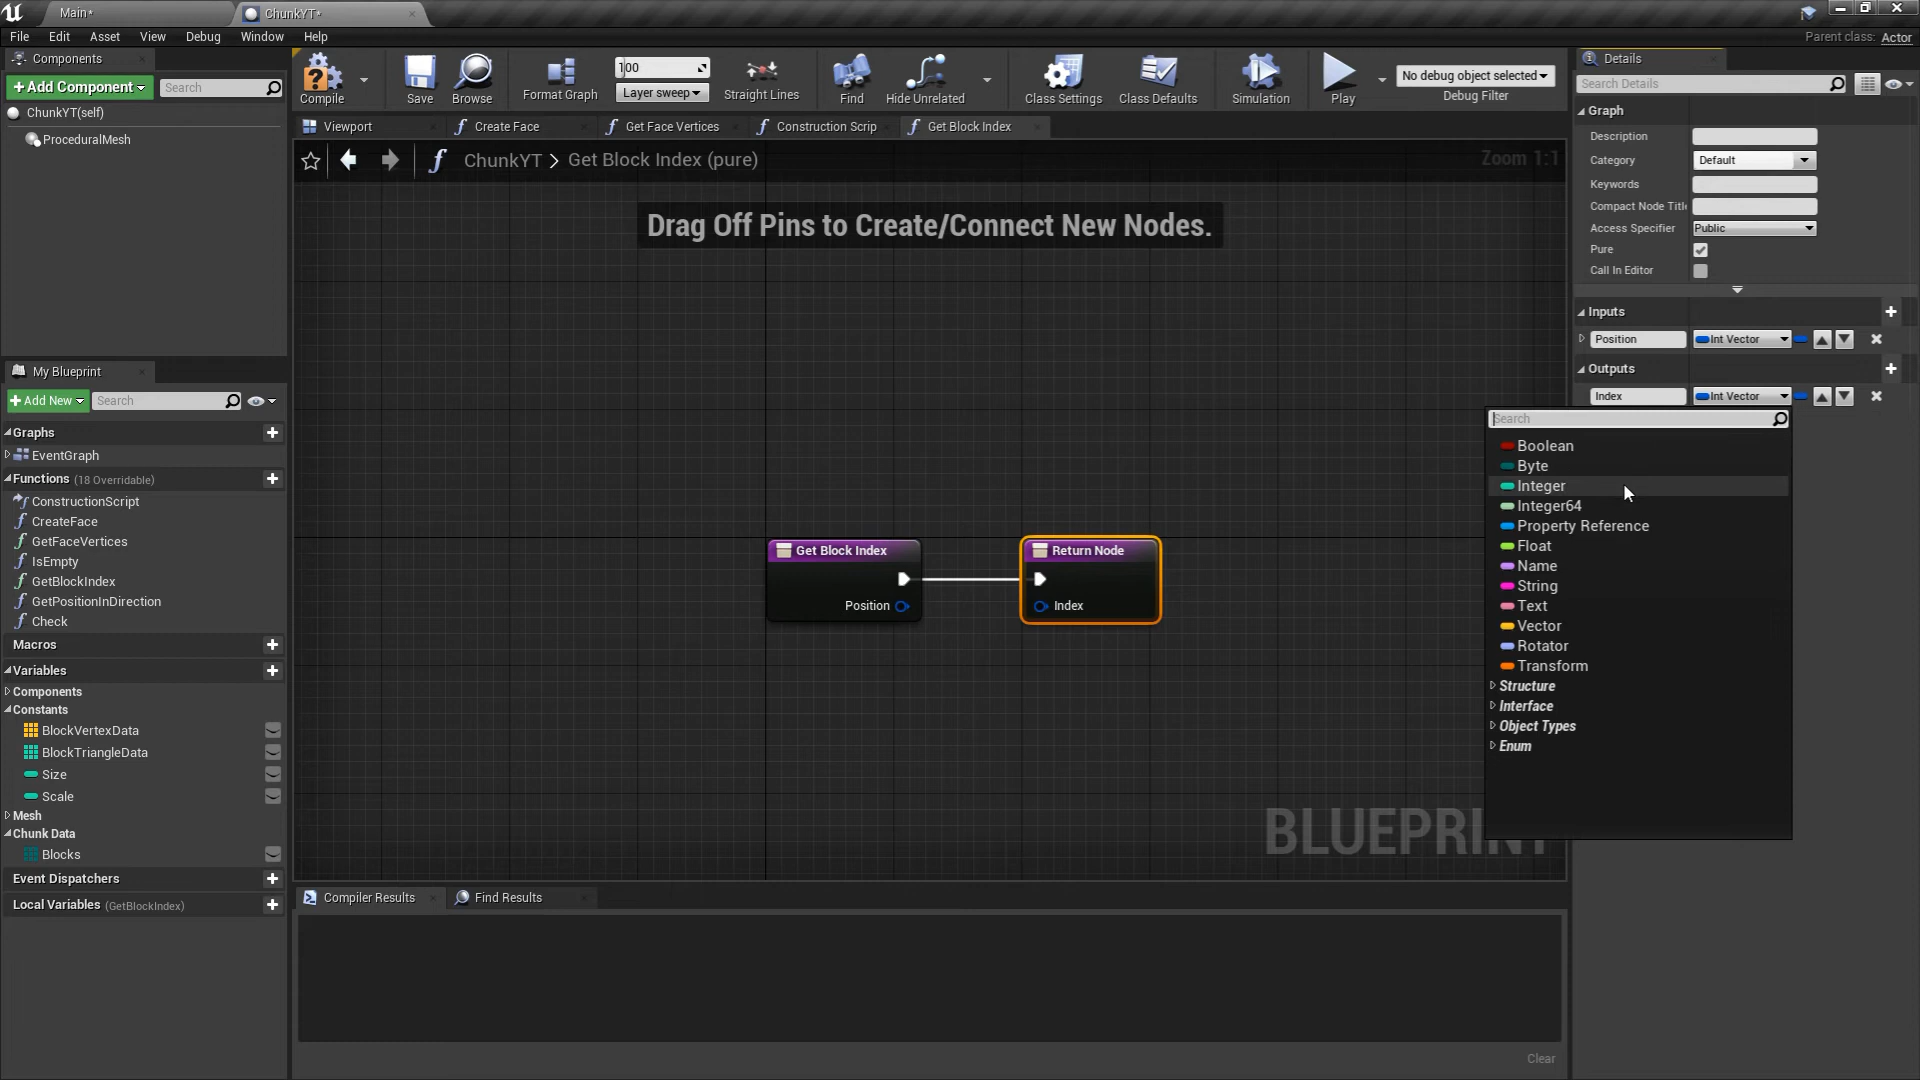 Main*
ChunkYT*
File Edit Asset View Debug Window Help
Parent class: Actor
Components
+Add Component
Search
ChunkYT(self)
ProceduralMesh
Compile
Save
Browse
Format Graph
1.00
Layer sweep
Straight Lines
Find
Hide Unrelated
Class Settings
Class Defaults
Simulation
Play
No debug object selected
Debug Filter
Viewport
Create Face
Get Face Vertices
Construction Scrip
Get Block Index
ChunkYT > Get Block Index (pure)
Zoom 1:1
Drag Off Pins to Create/Connect New Nodes.
Get Block Index
Position
Return Node
Index
BLUEPRINT
My Blueprint
+Add New
Search
Graphs
EventGraph
Functions (18 Overridable)
ConstructionScript
CreateFace
GetFaceVertices
IsEmpty
GetBlockIndex
GetPositionInDirection
Check
Macros
Variables
Components
Constants
BlockVertexData
BlockTriangleData
Size
Scale
Mesh
Chunk Data
Blocks
Event Dispatchers
Local Variables (GetBlockIndex)
Compiler Results
Find Results
Clear
Details
Search Details
Graph
Description
Category Default
Keywords
Compact Node Title
Access Specifier Public
Pure
Call In Editor
Inputs
Position Int Vector
Outputs
Index Int Vector
Search
Boolean
Byte
Integer
Integer64
Property Reference
Float
Name
String
Text
Vector
Rotator
Transform
Structure
Interface
Object Types
Enum